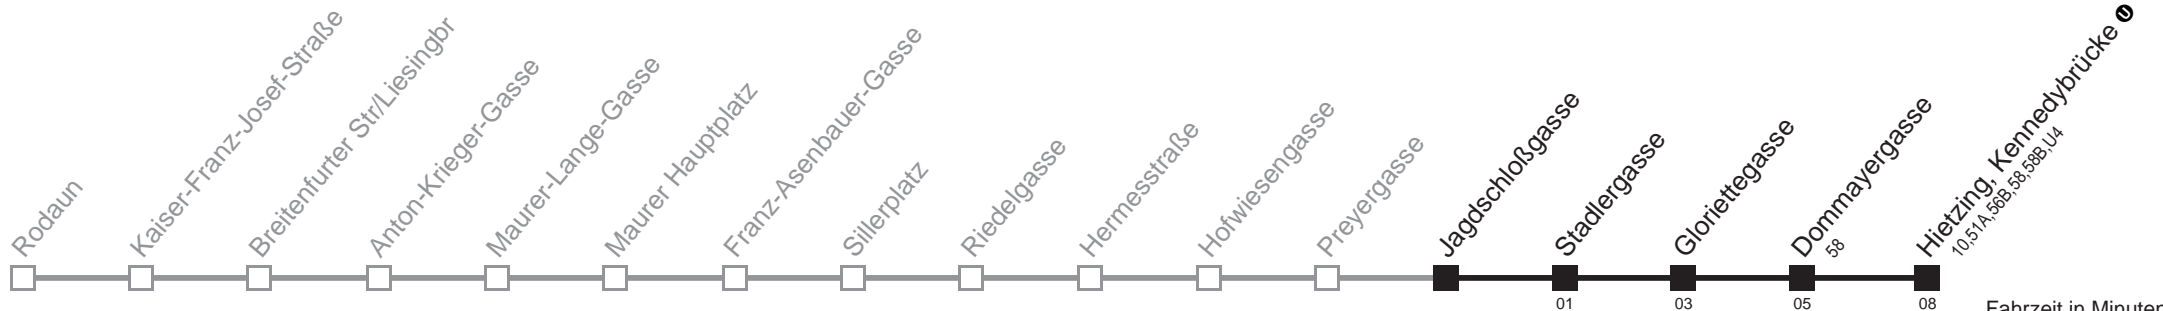 Rodaun
Kaiser-Franz-Josef-Straße
Breitenfurter Str/Liesingbr
Anton-Krieger-Gasse
Maurer-Lange-Gasse
Maurer Hauptplatz
Franz-Asenbauer-Gasse
Sillerplatz
Riedelgasse
Hermesstraße
Hofwiesengasse
Preyergasse
Jagdschloßgasse
Stadlergasse
Gloriettegasse
Dommayergasse
58
Hietzing, Kennedybrücke U
10,51A,56B,58,58B,U4
01
03
05
08
Fahrzeit in Minuten